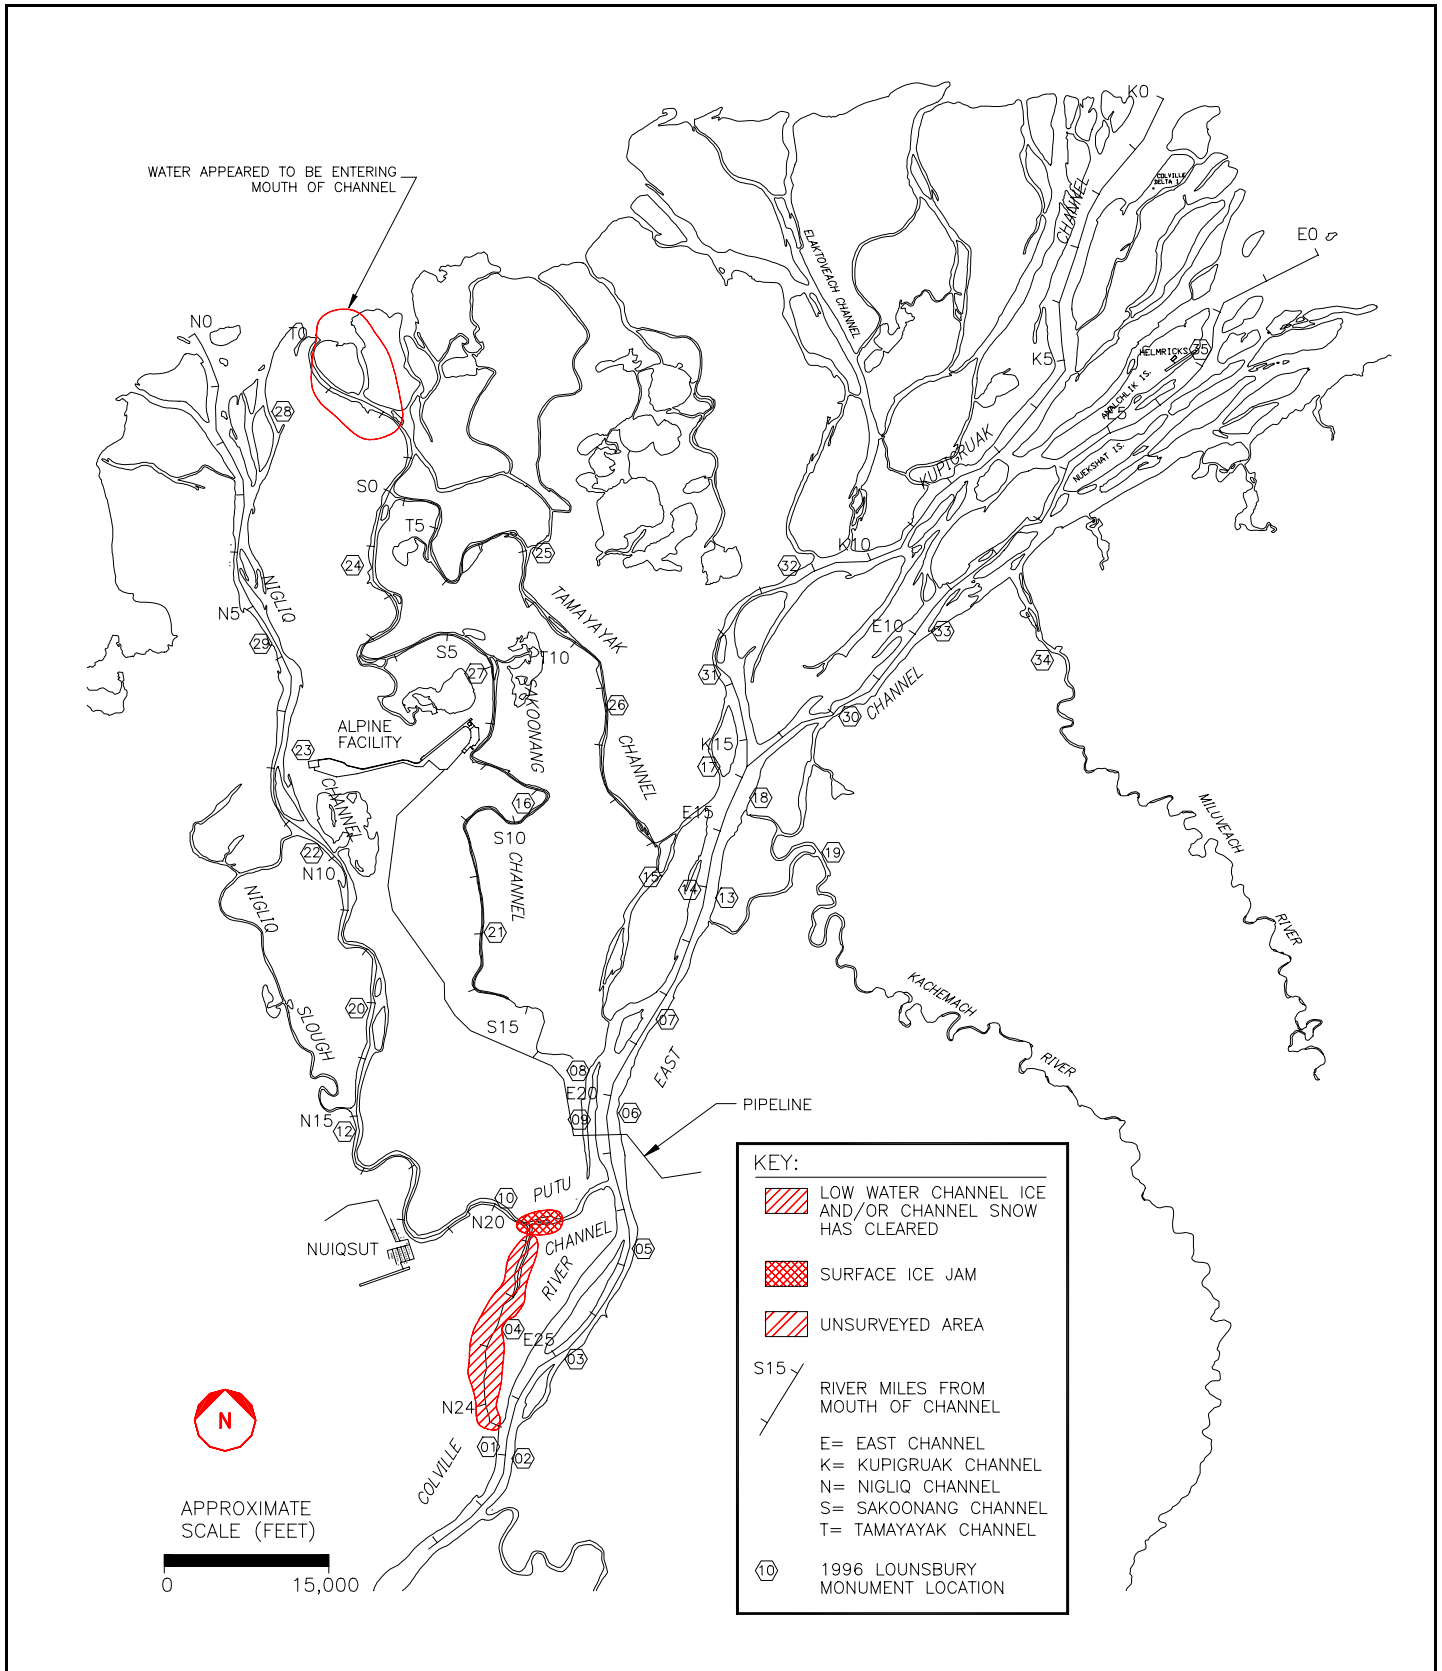 K0
WATER APPEARED TO BE ENTERING
MOUTH OF CHANNEL
COLVILLE
DELTA 1
CHANNEL
ELAKTOVEACH CHANNEL
E0
N0
T0
K5
HELMRICKS
35
ANACHLIK IS.
28
KUPIGRUAK
NUEKSHAT IS.
S0
T5
24
25
K10
32
NIGLIQ
N5
TAMAYAYAK
29
E10
33
S5
T10
27
31
34
SAKOONANG
26
CHANNEL
30
ALPINE
FACILITY
23
CHANNEL
K15
17
CHANNEL
16
18
E15
MILUVEACH
S10
22
N10
CHANNEL
19
15
14
13
NIGLIQ
21
RIVER
KACHEMACH
20
SLOUGH
S15
07
EAST
RIVER
08
E20
09
06
PIPELINE
N15
12
PUTU
10
N20
CHANNEL
NUIQSUT
05
RIVER
04
E25
03
N24
01
02
COLVILLE
N
APPROXIMATE
SCALE (FEET)
0
15,000
KEY:
LOW WATER CHANNEL ICE
AND/OR CHANNEL SNOW
HAS CLEARED
SURFACE ICE JAM
UNSURVEYED AREA
S15
RIVER MILES FROM
MOUTH OF CHANNEL
E= EAST CHANNEL
K= KUPIGRUAK CHANNEL
N= NIGLIQ CHANNEL
S= SAKOONANG CHANNEL
T= TAMAYAYAK CHANNEL
10
1996 LOUNSBURY
MONUMENT LOCATION